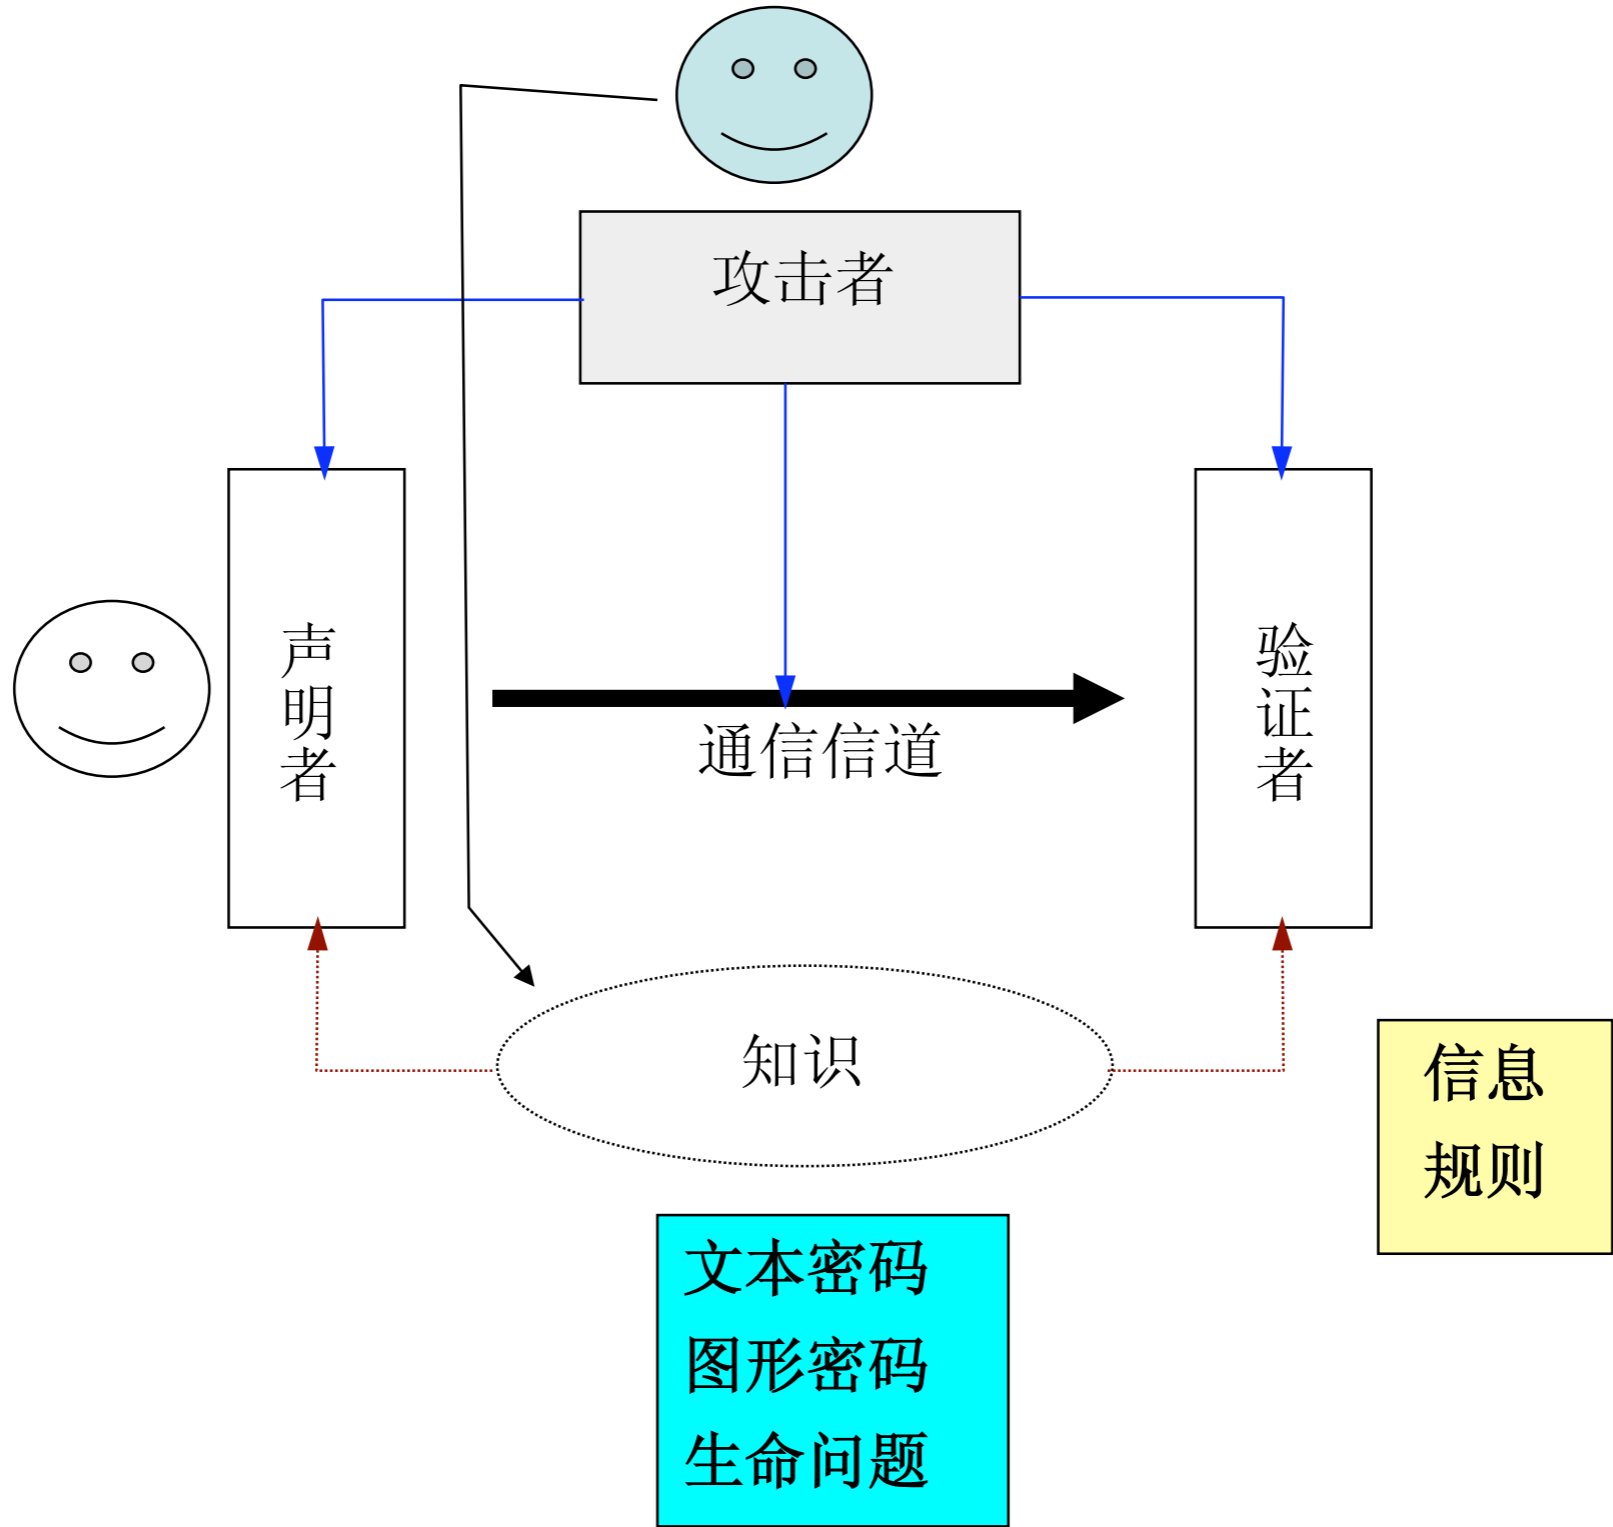 攻击者
声明者
验证者
通信信道
知识
信息
规则
文本密码
图形密码
生命问题